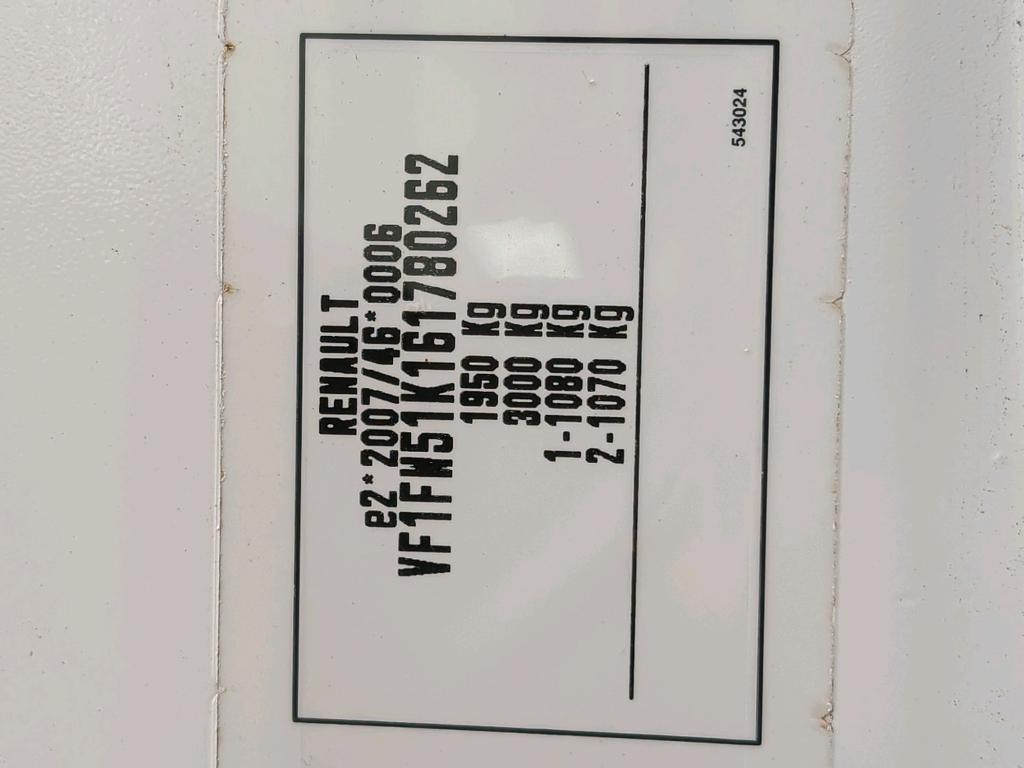 RENAULT
e2*2007/46*0006
VF1FW51K161780262
1950 Kg
3000 Kg
1-1080 Kg
2-1070 Kg
543024